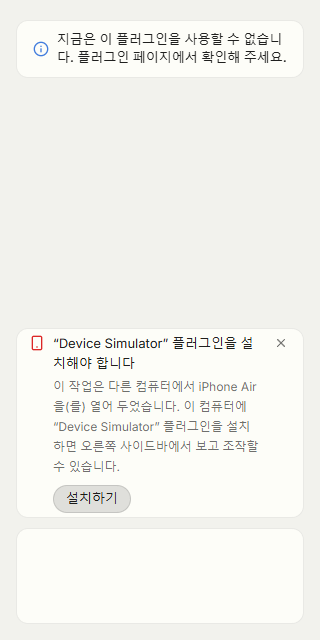 지금은 이 플러그인을 사용할 수 없습니
다. 플러그인 페이지에서 확인해 주세요.
“Device Simulator” 플러그인을 설
치해야 합니다
이 작업은 다른 컴퓨터에서 iPhone Air
을(를) 열어 두었습니다. 이 컴퓨터에
“Device Simulator” 플러그인을 설치
하면 오른쪽 사이드바에서 보고 조작할
수 있습니다.
설치하기